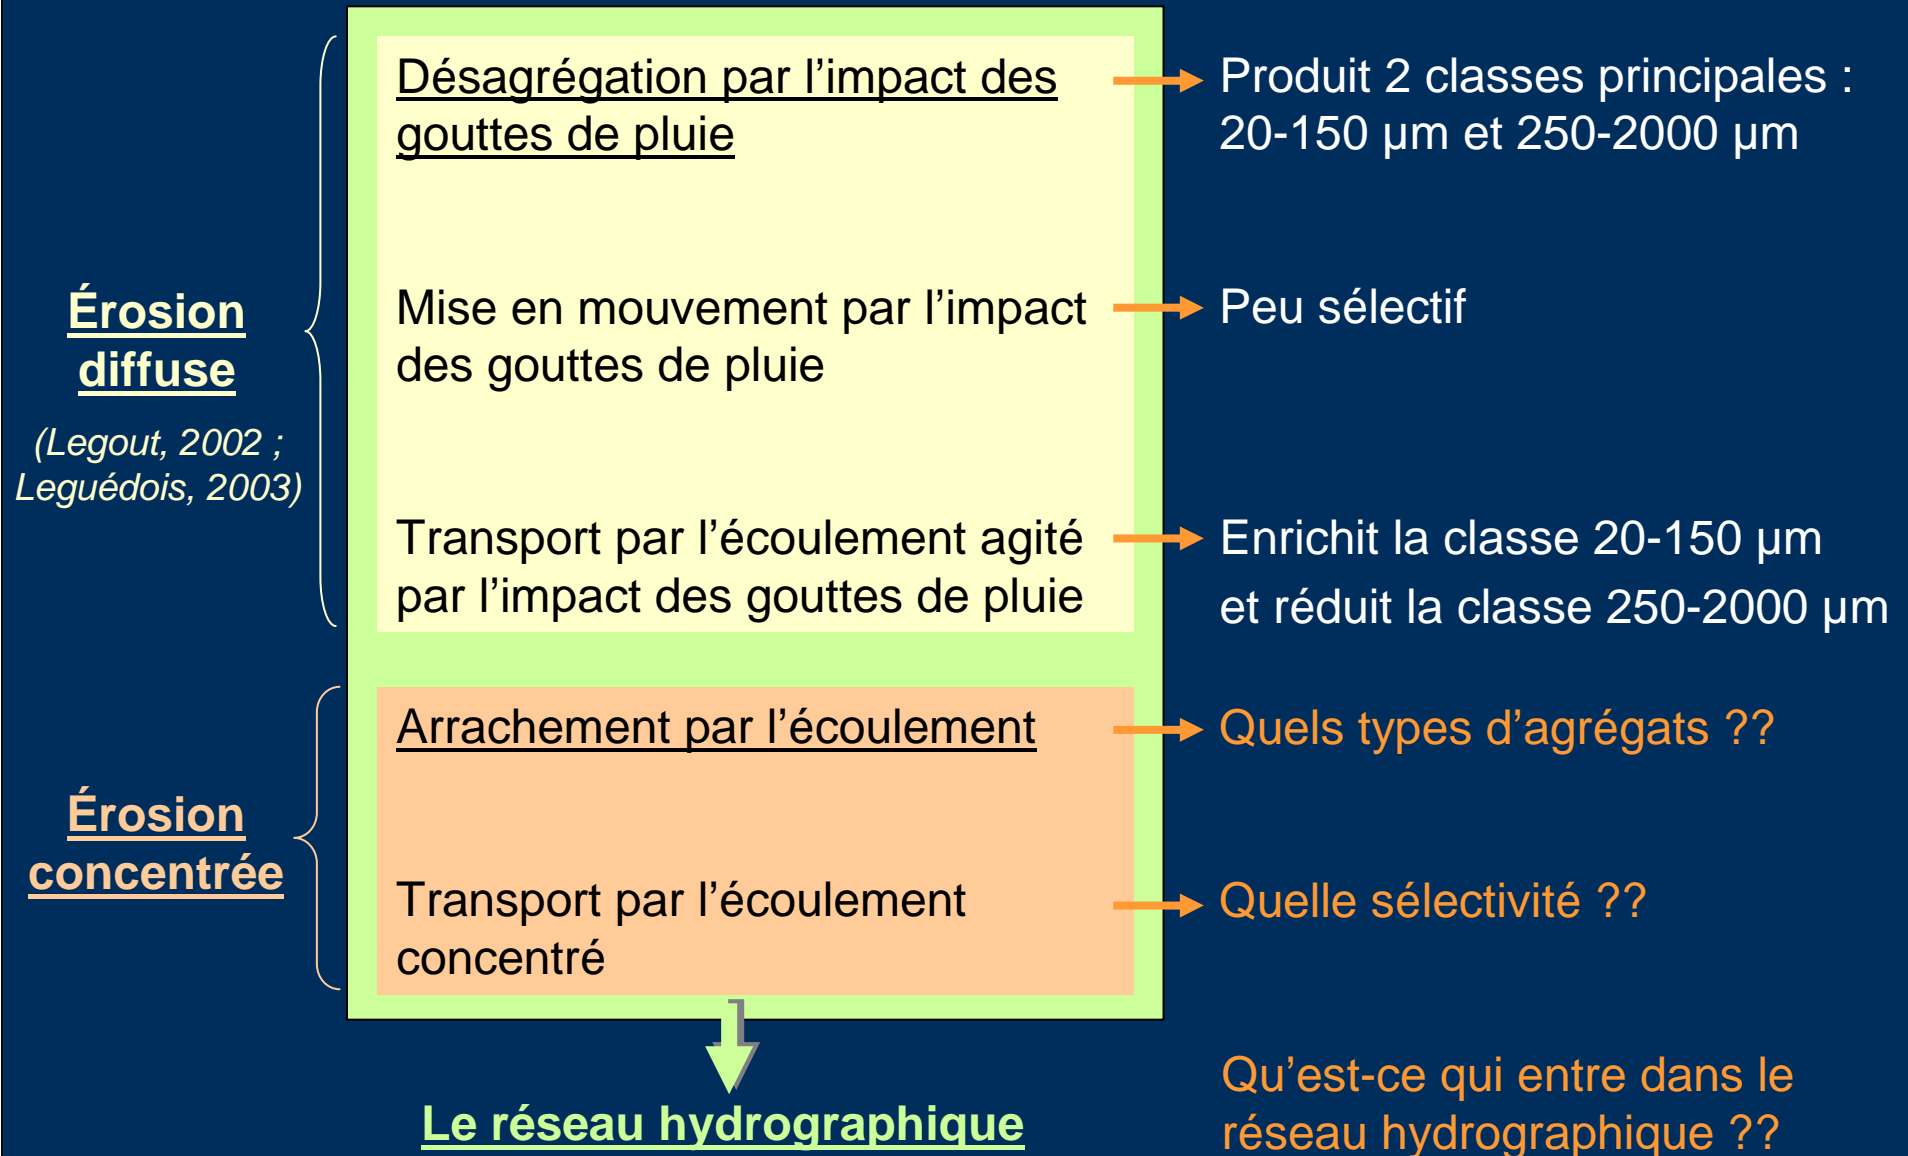 Désagrégation par l’impact des
gouttes de pluie
Produit 2 classes principales :
20-150 µm et 250-2000 µm
Érosion
diffuse
(Legout, 2002 ;
Leguédois, 2003)
Mise en mouvement par l’impact
des gouttes de pluie
Peu sélectif
Transport par l’écoulement agité
par l’impact des gouttes de pluie
Enrichit la classe 20-150 µm
et réduit la classe 250-2000 µm
Érosion
concentrée
Arrachement par l’écoulement
Quels types d’agrégats ??
Transport par l’écoulement
concentré
Quelle sélectivité ??
Le réseau hydrographique
Qu’est-ce qui entre dans le
réseau hydrographique ??